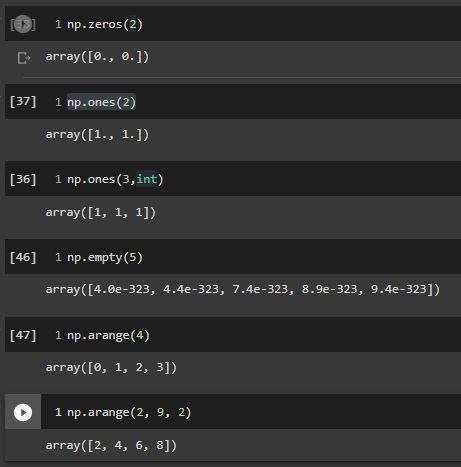 1 np.zeros(2)
array([0., 0.])
[37] 1 np.ones(2)
array([1., 1.])
[36] 1 np.ones(3,int)
array([1, 1, 1])
[46] 1 np.empty(5)
array([4.0e-323, 4.4e-323, 7.4e-323, 8.9e-323, 9.4e-323])
[47] 1 np.arange(4)
array([0, 1, 2, 3])
1 np.arange(2, 9, 2)
array([2, 4, 6, 8])